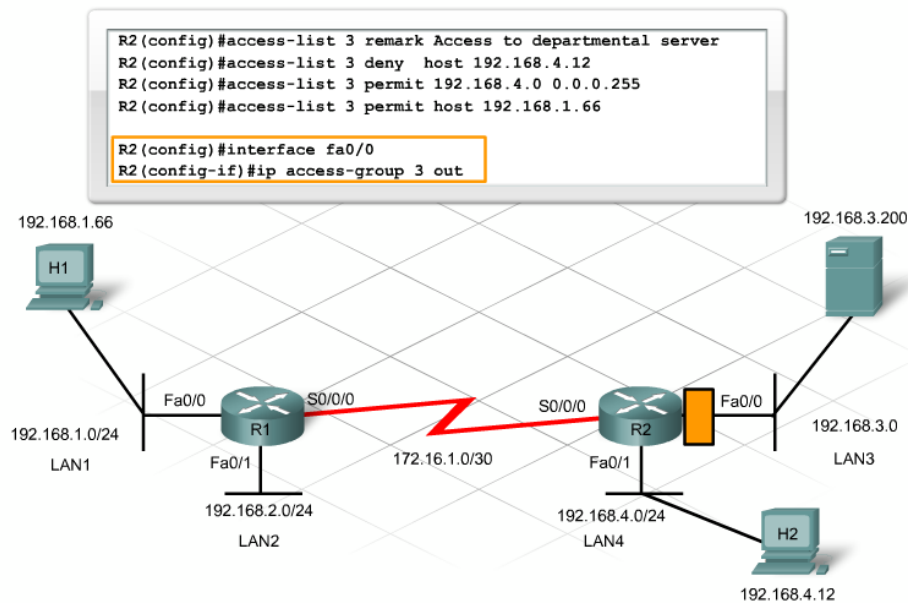 R2(config)#access-list 3 remark Access to departmental server
R2(config)#access-list 3 deny  host 192.168.4.12
R2(config)#access-list 3 permit 192.168.4.0 0.0.0.255
R2(config)#access-list 3 permit host 192.168.1.66
R2(config)#interface fa0/0
R2(config-if)#ip access-group 3 out
192.168.1.66
192.168.3.200
H1
Fa0/0
S0/0/0
S0/0/0
Fa0/0
192.168.1.0/24
R1
R2
192.168.3.0
LAN1
Fa0/1
172.16.1.0/30
Fa0/1
LAN3
192.168.2.0/24
192.168.4.0/24
LAN2
LAN4
H2
192.168.4.12